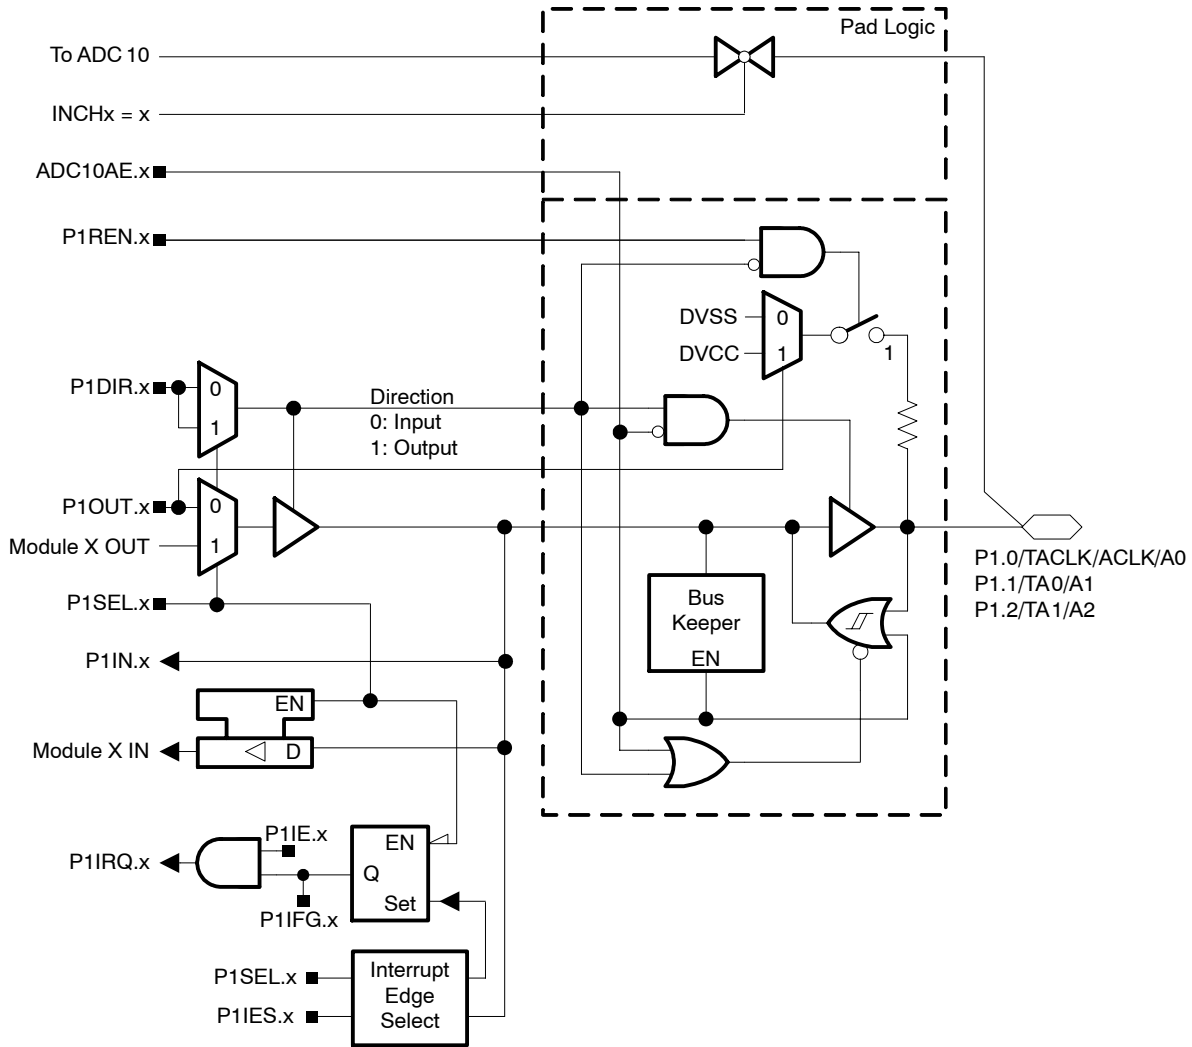 Pad Logic
To ADC 10
INCHx = x
ADC10AE.x
P1REN.x
DVSS
0
DVCC
1
1
P1DIR.x
0
1
Direction
0: Input
1: Output
P1OUT.x
0
Module X OUT
1
P1.0/TACLK/ACLK/A0
P1.1/TA0/A1
P1.2/TA1/A2
Bus
Keeper
EN
P1SEL.x
P1IN.x
EN
Module X IN
D
P1IE.x
EN
P1IRQ.x
Q
Set
P1IFG.x
P1SEL.x
P1IES.x
Interrupt
Edge
Select